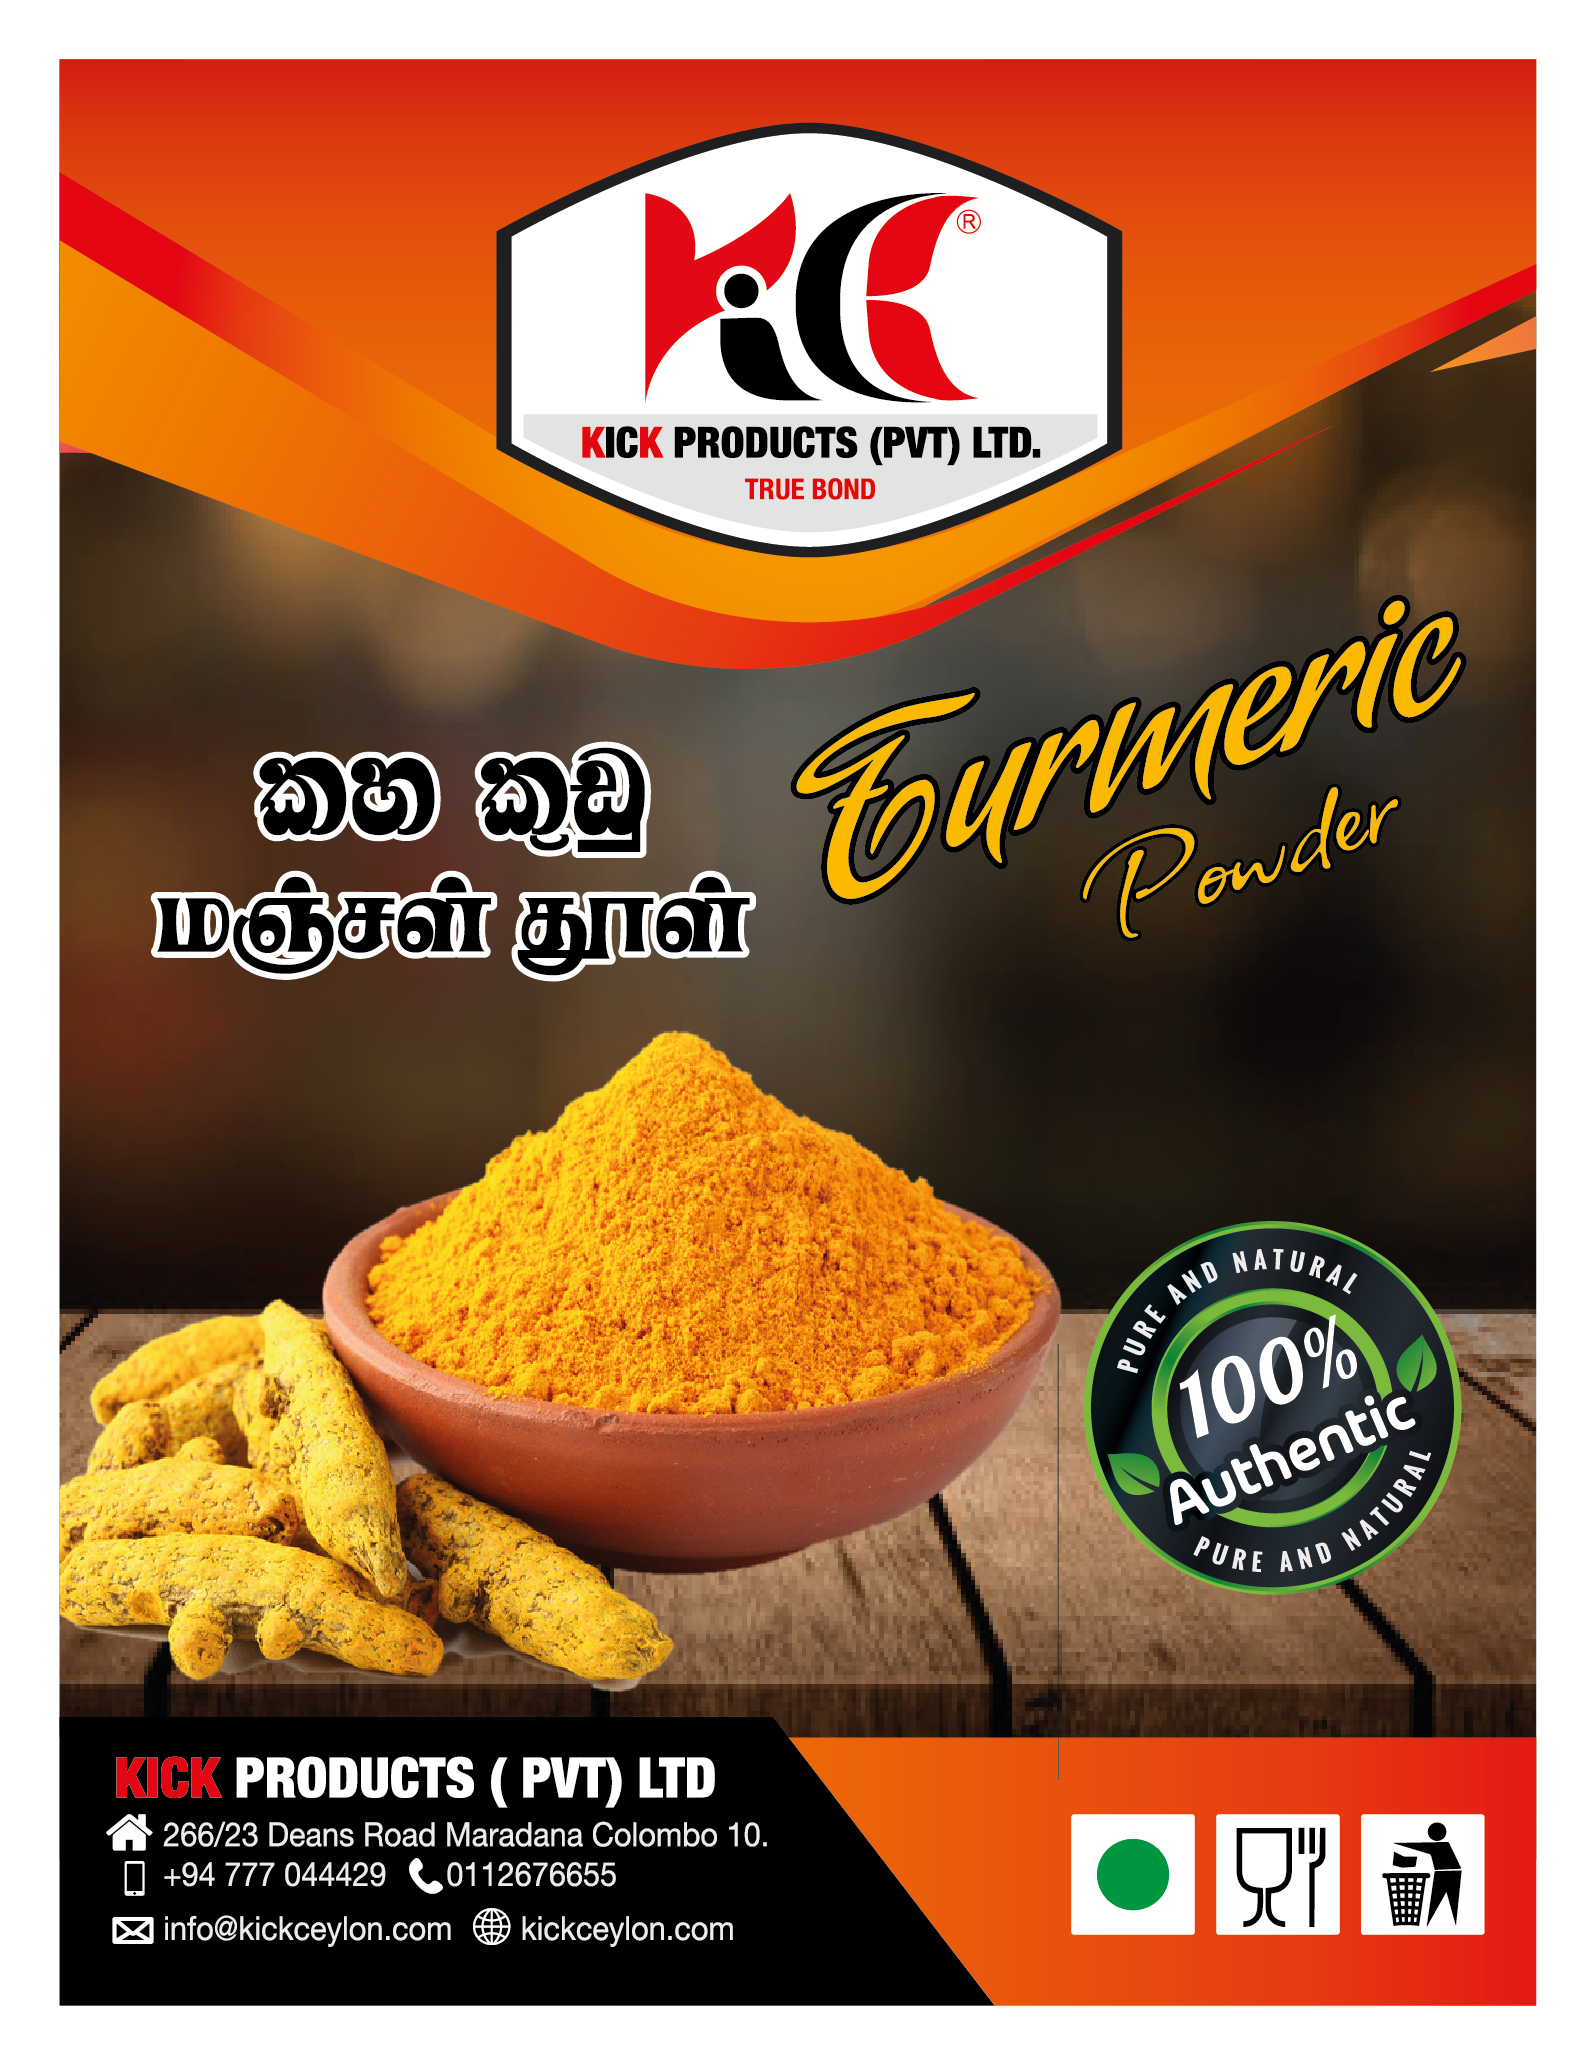 KiCK®
KICK PRODUCTS (PVT) LTD.
TRUE BOND
Turmeric
Powder
කහ කුඩු
மஞ்சள் தூள்
PURE AND NATURAL
100%
Authentic
PURE AND NATURAL
KICK PRODUCTS ( PVT) LTD
266/23 Deans Road Maradana Colombo 10.
+94 777 044429 0112676655
info@kickceylon.com kickceylon.com